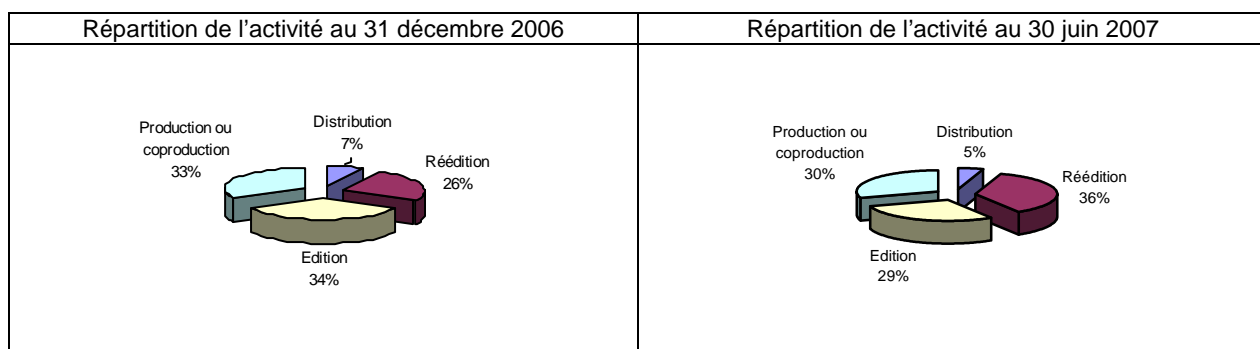 Répartition de l’activité au 31 décembre 2006
Production ou
coproduction
33%
Distribution
7%
Réédition
26%
Edition
34%
Répartition de l’activité au 30 juin 2007
Production ou
coproduction
30%
Distribution
5%
Réédition
36%
Edition
29%